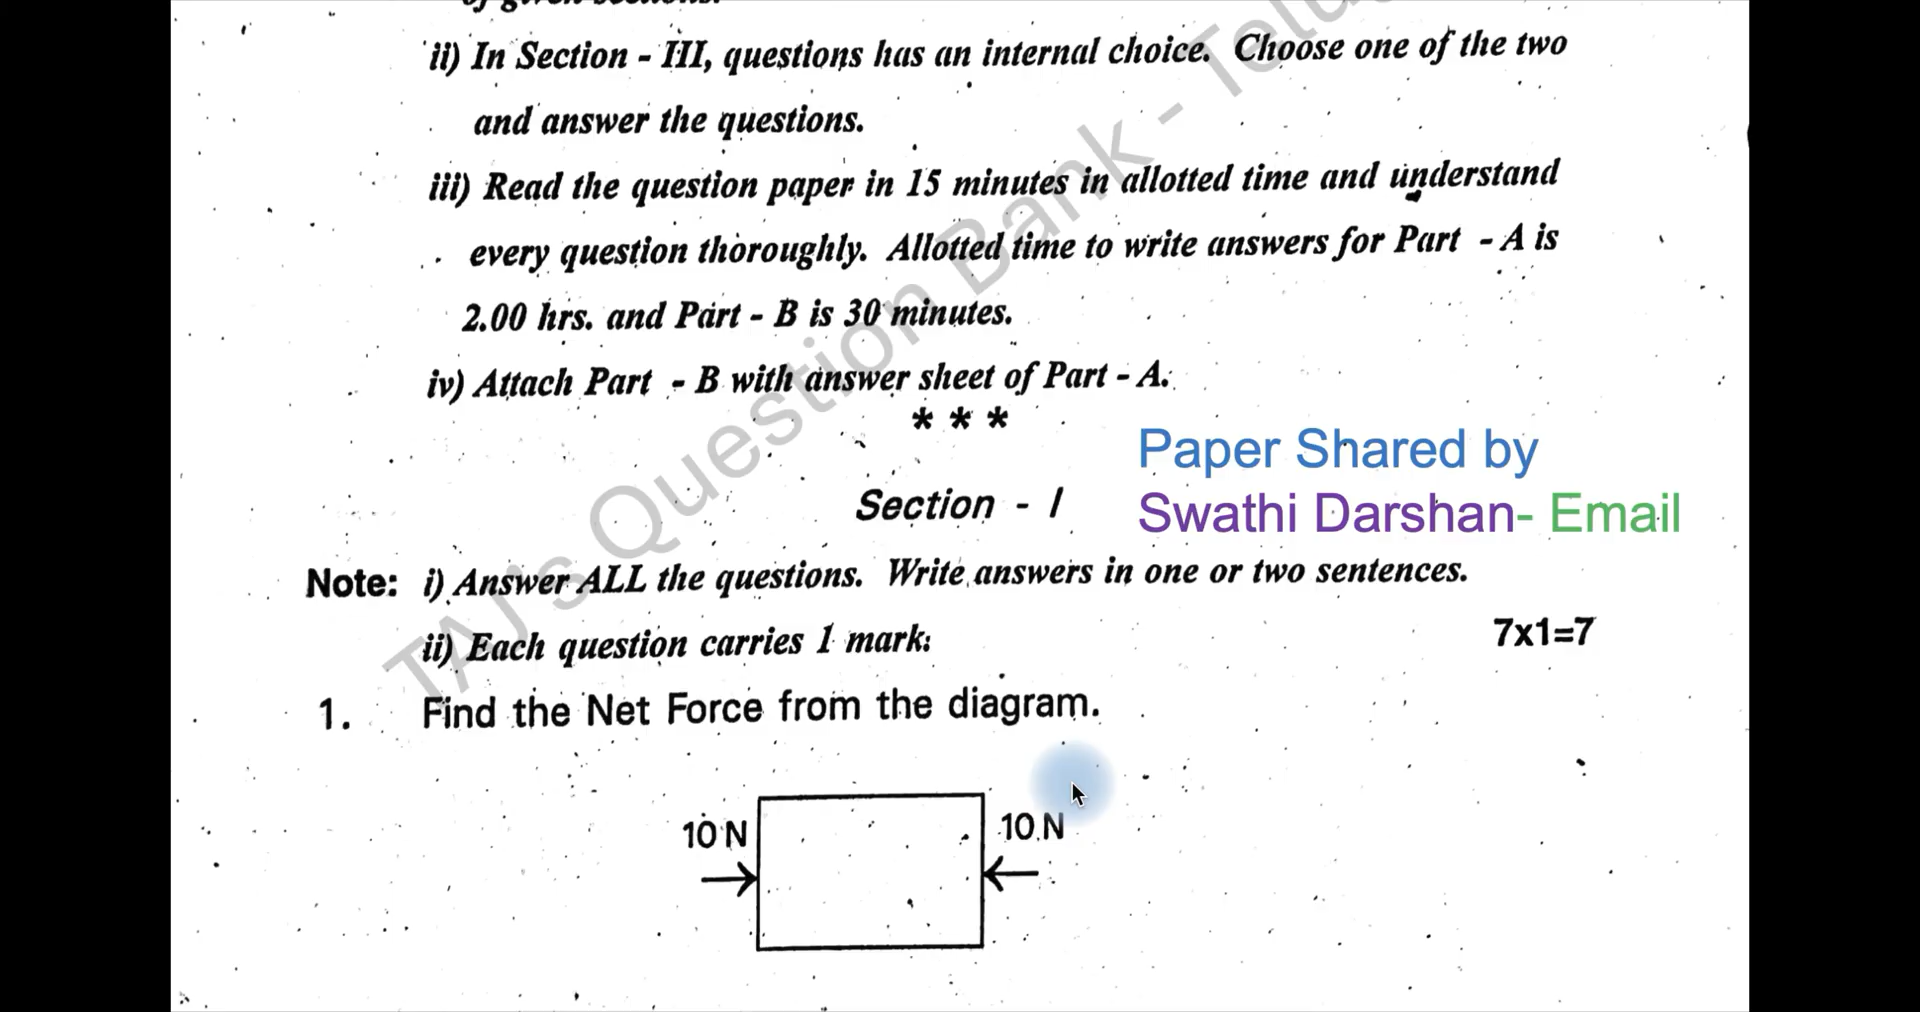 of given sections.
ii) In Section - III, questions has an internal choice. Choose one of the two
and answer the questions.
iii) Read the question paper in 15 minutes in allotted time and understand
every question thoroughly. Allotted time to write answers for Part - A is
2.00 hrs. and Part - B is 30 minutes.
iv) Attach Part - B with answer sheet of Part - A.
* * *
Paper Shared by
Section - I
Swathi Darshan- Email
Note: i) Answer ALL the questions. Write answers in one or two sentences.
ii) Each question carries 1 mark.
7x1=7
1. Find the Net Force from the diagram.
10 N
10 N
TAJ's Question Bank -